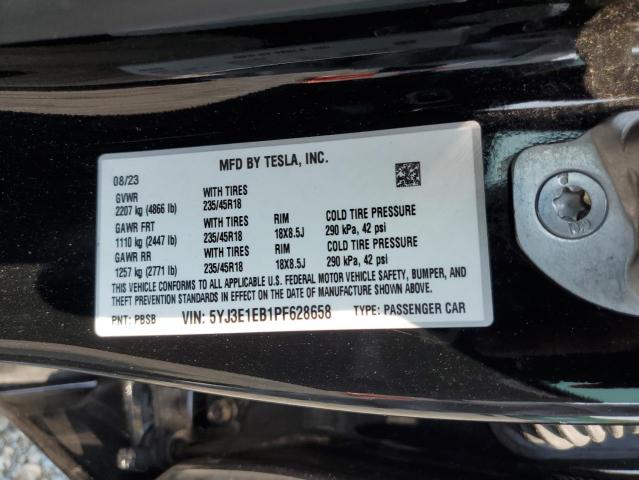 MFD BY TESLA, INC.
08/23
GVWR WITH TIRES
2207 kg (4866 lb) 235/45R18
GAWR FRT WITH TIRES RIM COLD TIRE PRESSURE
1110 kg (2447 lb) 235/45R18 18X8.5J 290 kPa, 42 psi
GAWR RR WITH TIRES RIM COLD TIRE PRESSURE
1257 kg (2771 lb) 235/45R18 18X8.5J 290 kPa, 42 psi
THIS VEHICLE CONFORMS TO ALL APPLICABLE U.S. FEDERAL MOTOR VEHICLE SAFETY, BUMPER, AND
THEFT PREVENTION STANDARDS IN EFFECT ON THE DATE OF MANUFACTURE SHOWN ABOVE.
PNT: PBSB VIN: 5YJ3E1EB1PF628658 TYPE: PASSENGER CAR